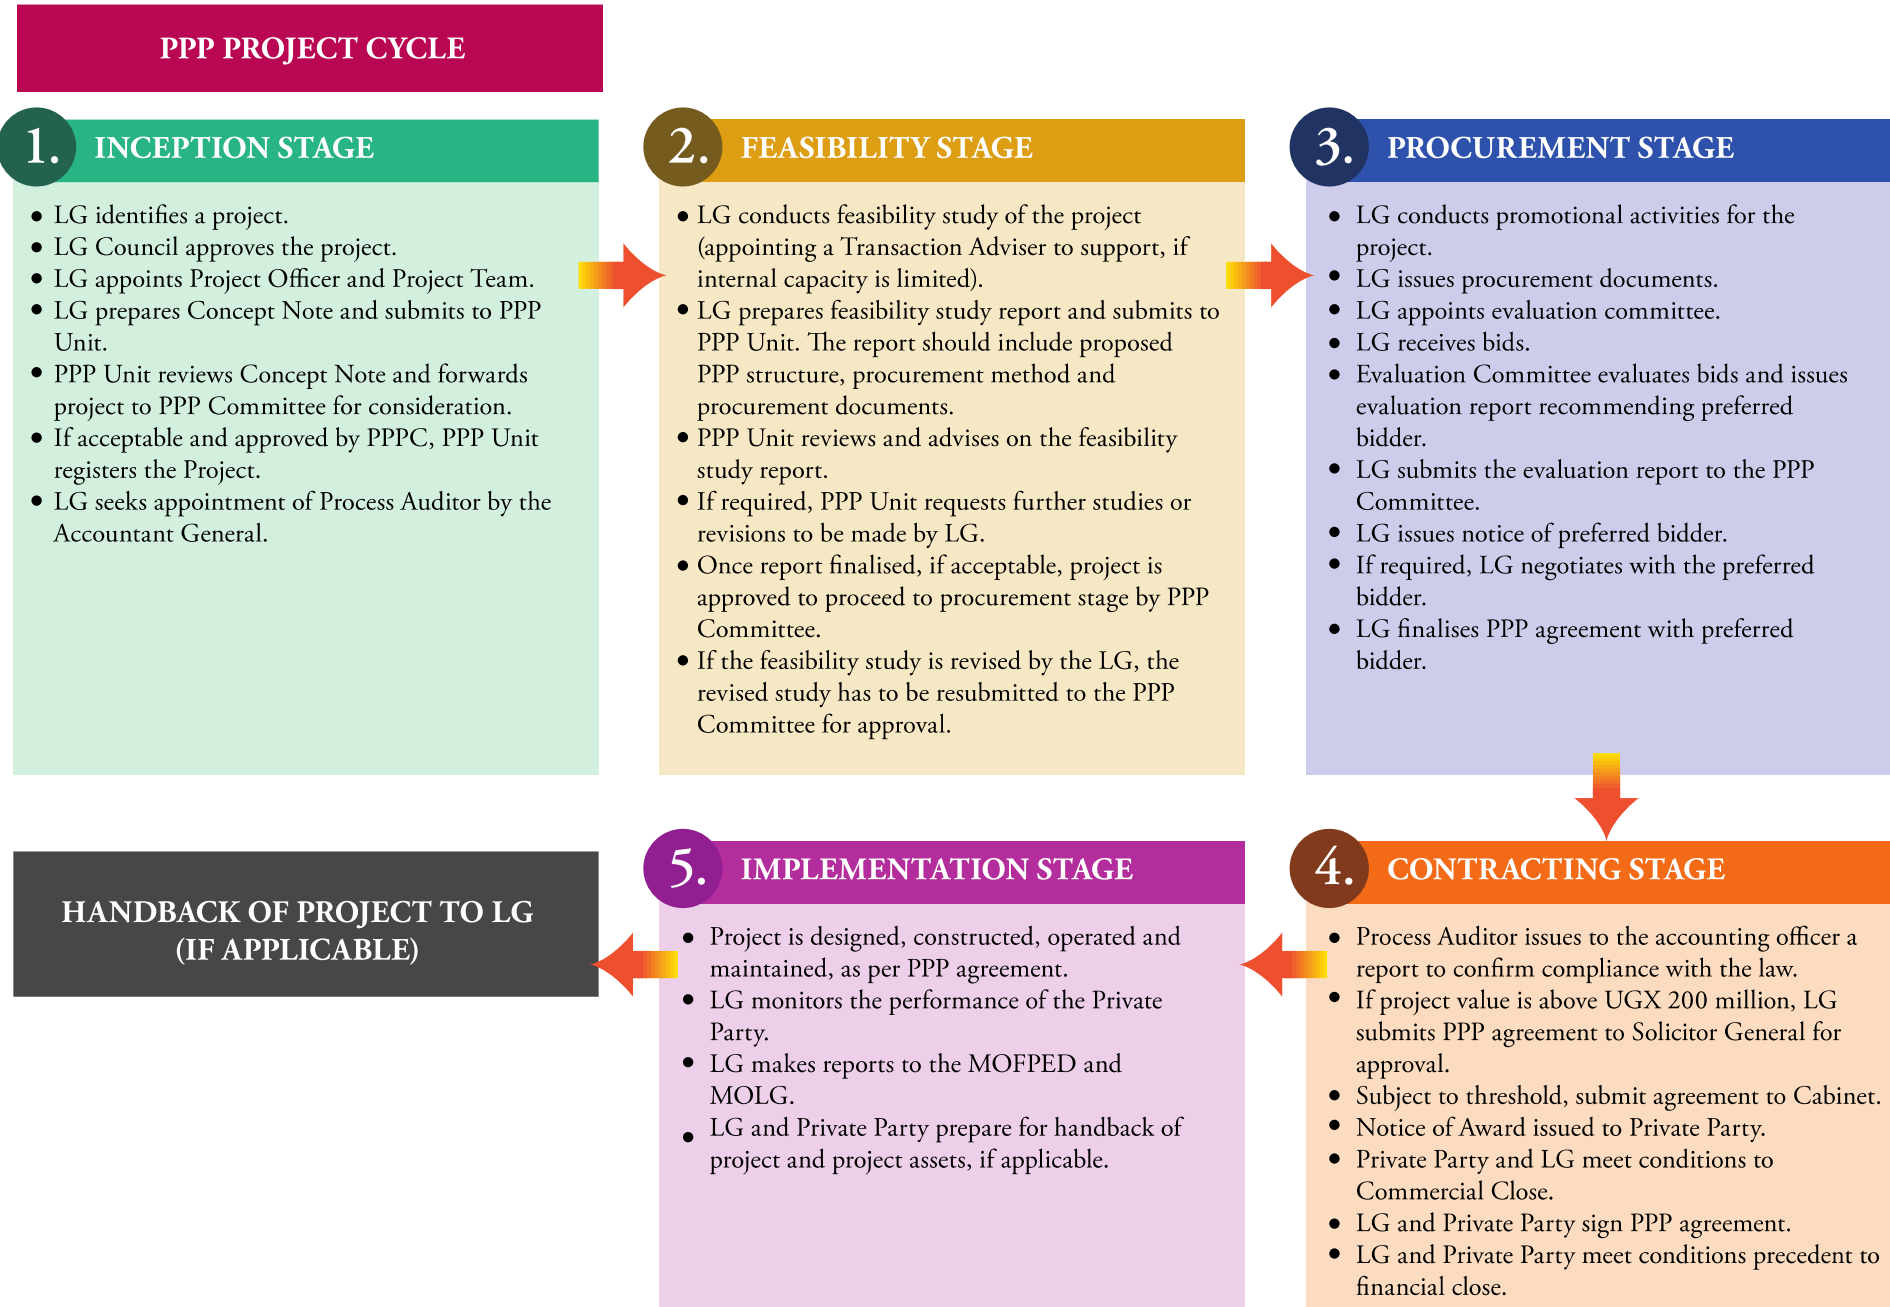 PPP PROJECT CYCLE
1. INCEPTION STAGE
• LG identifies a project.
• LG Council approves the project.
• LG appoints Project Officer and Project Team.
• LG prepares Concept Note and submits to PPP
Unit.
• PPP Unit reviews Concept Note and forwards
project to PPP Committee for consideration.
• If acceptable and approved by PPPC, PPP Unit
registers the Project.
• LG seeks appointment of Process Auditor by the
Accountant General.
2. FEASIBILITY STAGE
• LG conducts feasibility study of the project
(appointing a Transaction Adviser to support, if
internal capacity is limited).
• LG prepares feasibility study report and submits to
PPP Unit. The report should include proposed
PPP structure, procurement method and
procurement documents.
• PPP Unit reviews and advises on the feasibility
study report.
• If required, PPP Unit requests further studies or
revisions to be made by LG.
• Once report finalised, if acceptable, project is
approved to proceed to procurement stage by PPP
Committee.
• If the feasibility study is revised by the LG, the
revised study has to be resubmitted to the PPP
Committee for approval.
3. PROCUREMENT STAGE
• LG conducts promotional activities for the
project.
• LG issues procurement documents.
• LG appoints evaluation committee.
• LG receives bids.
• Evaluation Committee evaluates bids and issues
evaluation report recommending preferred
bidder.
• LG submits the evaluation report to the PPP
Committee.
• LG issues notice of preferred bidder.
• If required, LG negotiates with the preferred
bidder.
• LG finalises PPP agreement with preferred
bidder.
4. CONTRACTING STAGE
• Process Auditor issues to the accounting officer a
report to confirm compliance with the law.
• If project value is above UGX 200 million, LG
submits PPP agreement to Solicitor General for
approval.
• Subject to threshold, submit agreement to Cabinet.
• Notice of Award issued to Private Party.
• Private Party and LG meet conditions to
Commercial Close.
• LG and Private Party sign PPP agreement.
• LG and Private Party meet conditions precedent to
financial close.
5. IMPLEMENTATION STAGE
• Project is designed, constructed, operated and
maintained, as per PPP agreement.
• LG monitors the performance of the Private
Party.
• LG makes reports to the MOFPED and
MOLG.
• LG and Private Party prepare for handback of
project and project assets, if applicable.
HANDBACK OF PROJECT TO LG
(IF APPLICABLE)